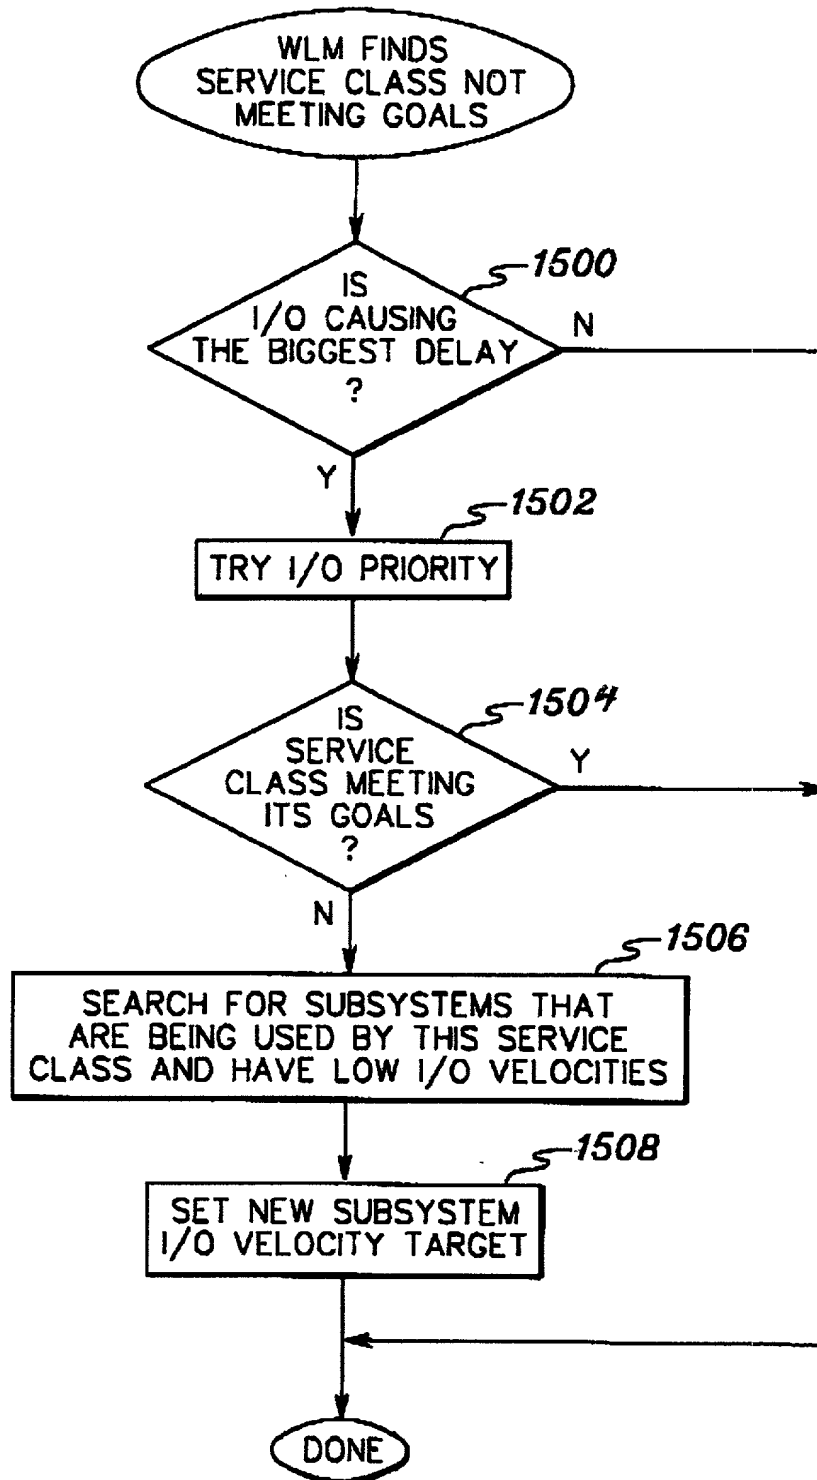 WLM FINDS
SERVICE CLASS NOT
MEETING GOALS
1500
IS
I/O CAUSING
THE BIGGEST DELAY
?
N
Y
1502
TRY I/O PRIORITY
1504
IS
SERVICE
CLASS MEETING
ITS GOALS
?
Y
N
1506
SEARCH FOR SUBSYSTEMS THAT
ARE BEING USED BY THIS SERVICE
CLASS AND HAVE LOW I/O VELOCITIES
1508
SET NEW SUBSYSTEM
I/O VELOCITY TARGET
DONE